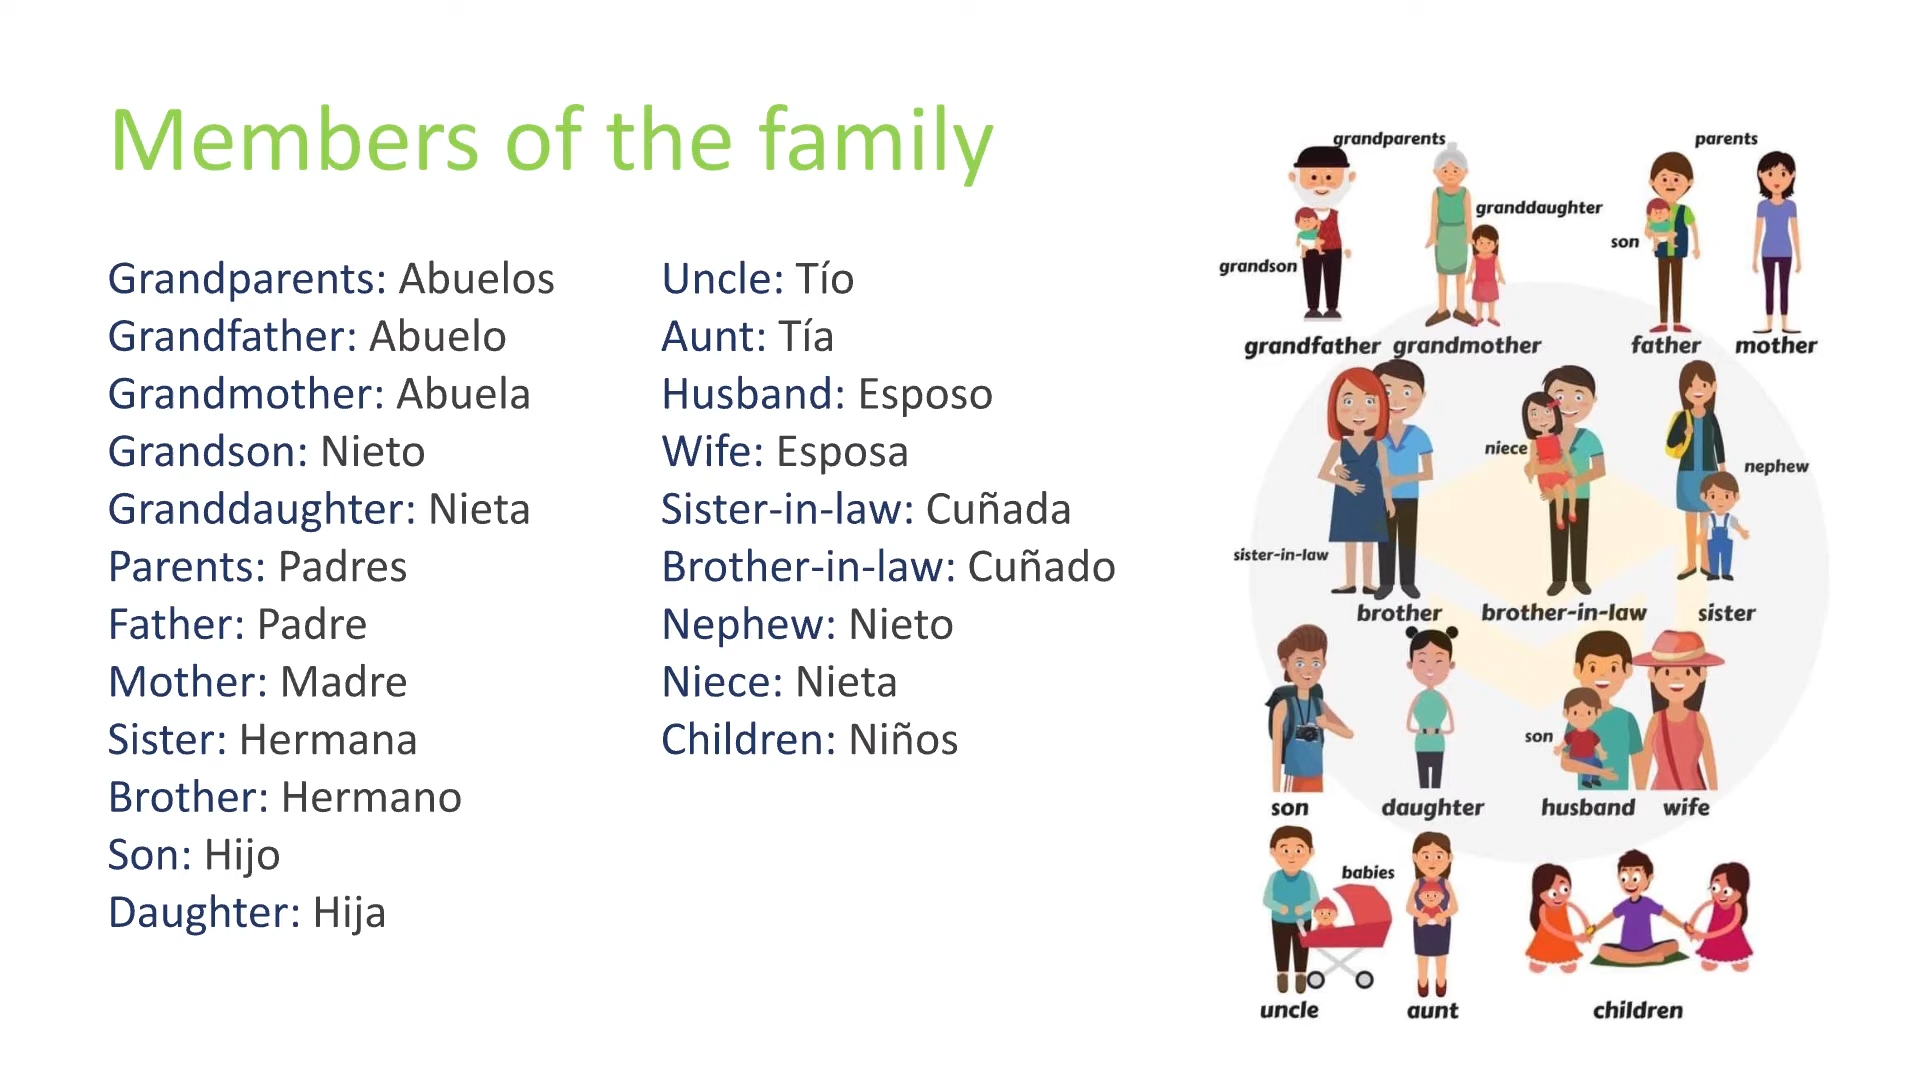 Members of the family
Grandparents: Abuelos
Grandfather: Abuelo
Grandmother: Abuela
Grandson: Nieto
Granddaughter: Nieta
Parents: Padres
Father: Padre
Mother: Madre
Sister: Hermana
Brother: Hermano
Son: Hijo
Daughter: Hija
Uncle: Tío
Aunt: Tía
Husband: Esposo
Wife: Esposa
Sister-in-law: Cuñada
Brother-in-law: Cuñado
Nephew: Nieto
Niece: Nieta
Children: Niños
grandparents
parents
granddaughter
son
grandson
grandfather grandmother
father mother
niece
nephew
sister-in-law
brother brother-in-law sister
son
son daughter husband wife
babies
uncle aunt children